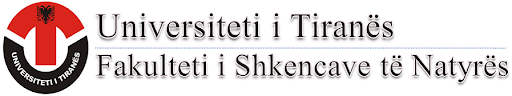 UNIVERSITETI I TIRANËS
Universiteti i Tiranës
Fakulteti i Shkencave të Natyrës